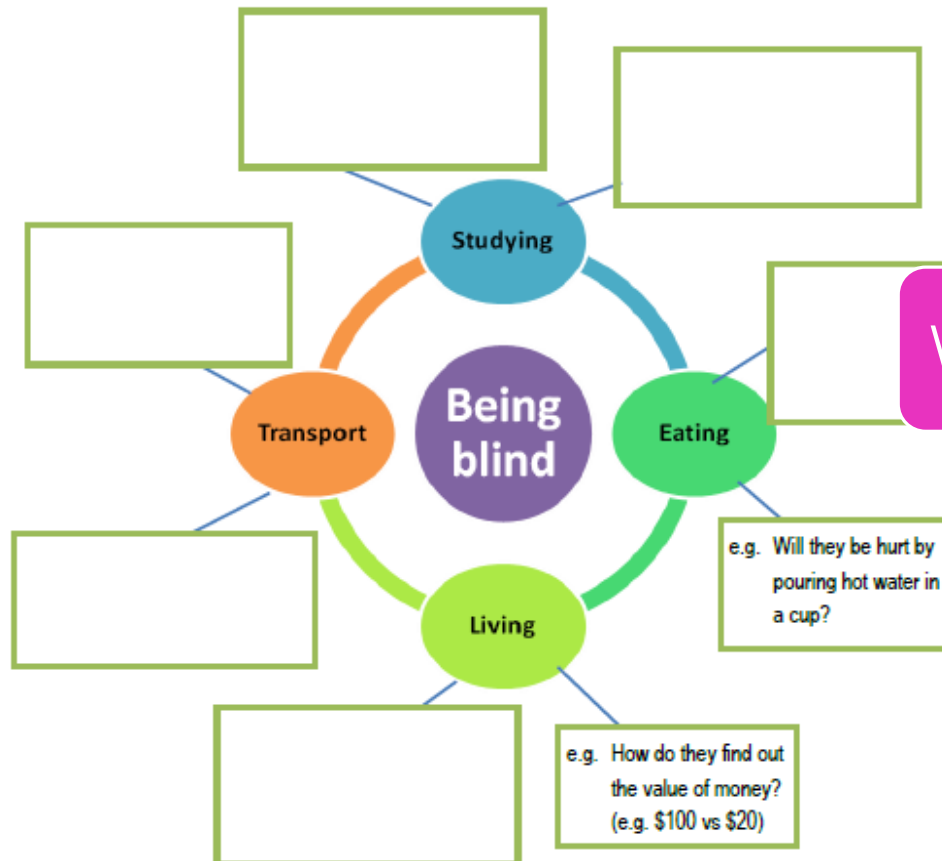 Studying
Transport
Being
blind
Eating
e.g. Will they be hurt by
pouring hot water in
a cup?
Living
e.g. How do they find out
the value of money?
(e.g. $100 vs $20)